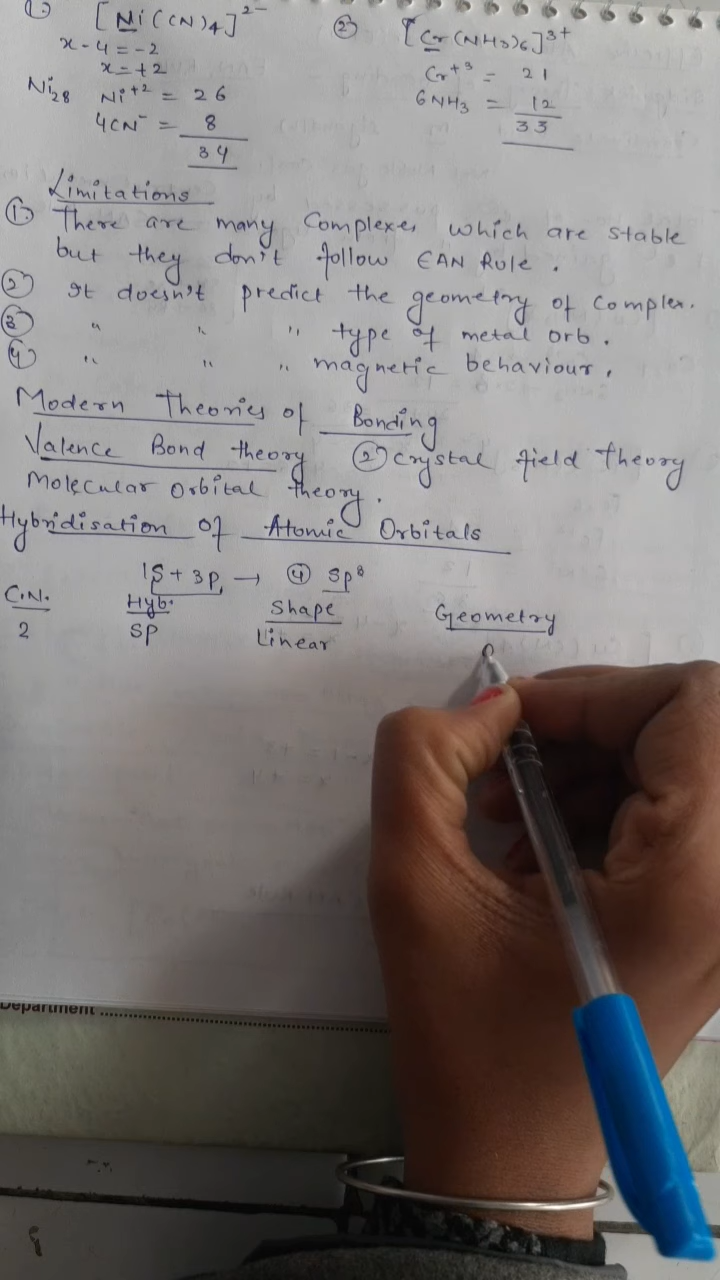 ① [Ni(CN)4]²⁻
x-4=-2
x=+2
Ni28 Ni⁺² = 26
4CN⁻ = 8
34
② [Cr(NH3)6]³⁺
Cr⁺³ = 21
6NH3 = 12
33
Limitations
① There are many Complexes which are stable
but they don't follow EAN Rule.
② It doesn't predict the geometry of Complex.
③ " " " type of metal orb.
④ " " " magnetic behaviour.
Modern Theories of Bonding
Valence Bond theory ② Crystal field Theory
Molecular Orbital theory.
Hybridisation Of Atomic Orbitals
1S + 3P → ④ SP³
C.N. Hyb. Shape Geometry
2 SP Linear
Department